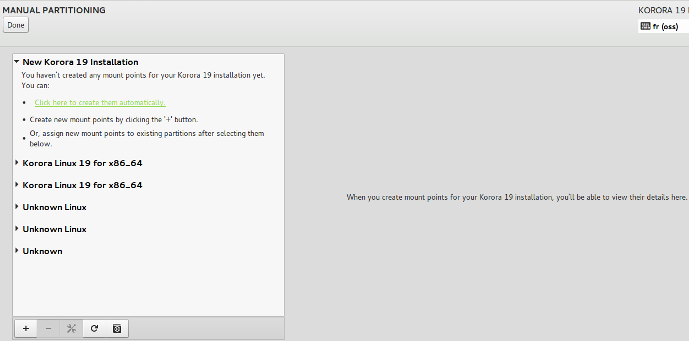 MANUAL PARTITIONING
KORORA 19 I
Done
fr (oss)
New Korora 19 Installation
You haven't created any mount points for your Korora 19 installation yet.
You can:
Click here to create them automatically.
Create new mount points by clicking the '+' button.
Or, assign new mount points to existing partitions after selecting them
below.
Korora Linux 19 for x86_64
Korora Linux 19 for x86_64
Unknown Linux
Unknown Linux
Unknown
When you create mount points for your Korora 19 installation, you'll be able to view their details here.